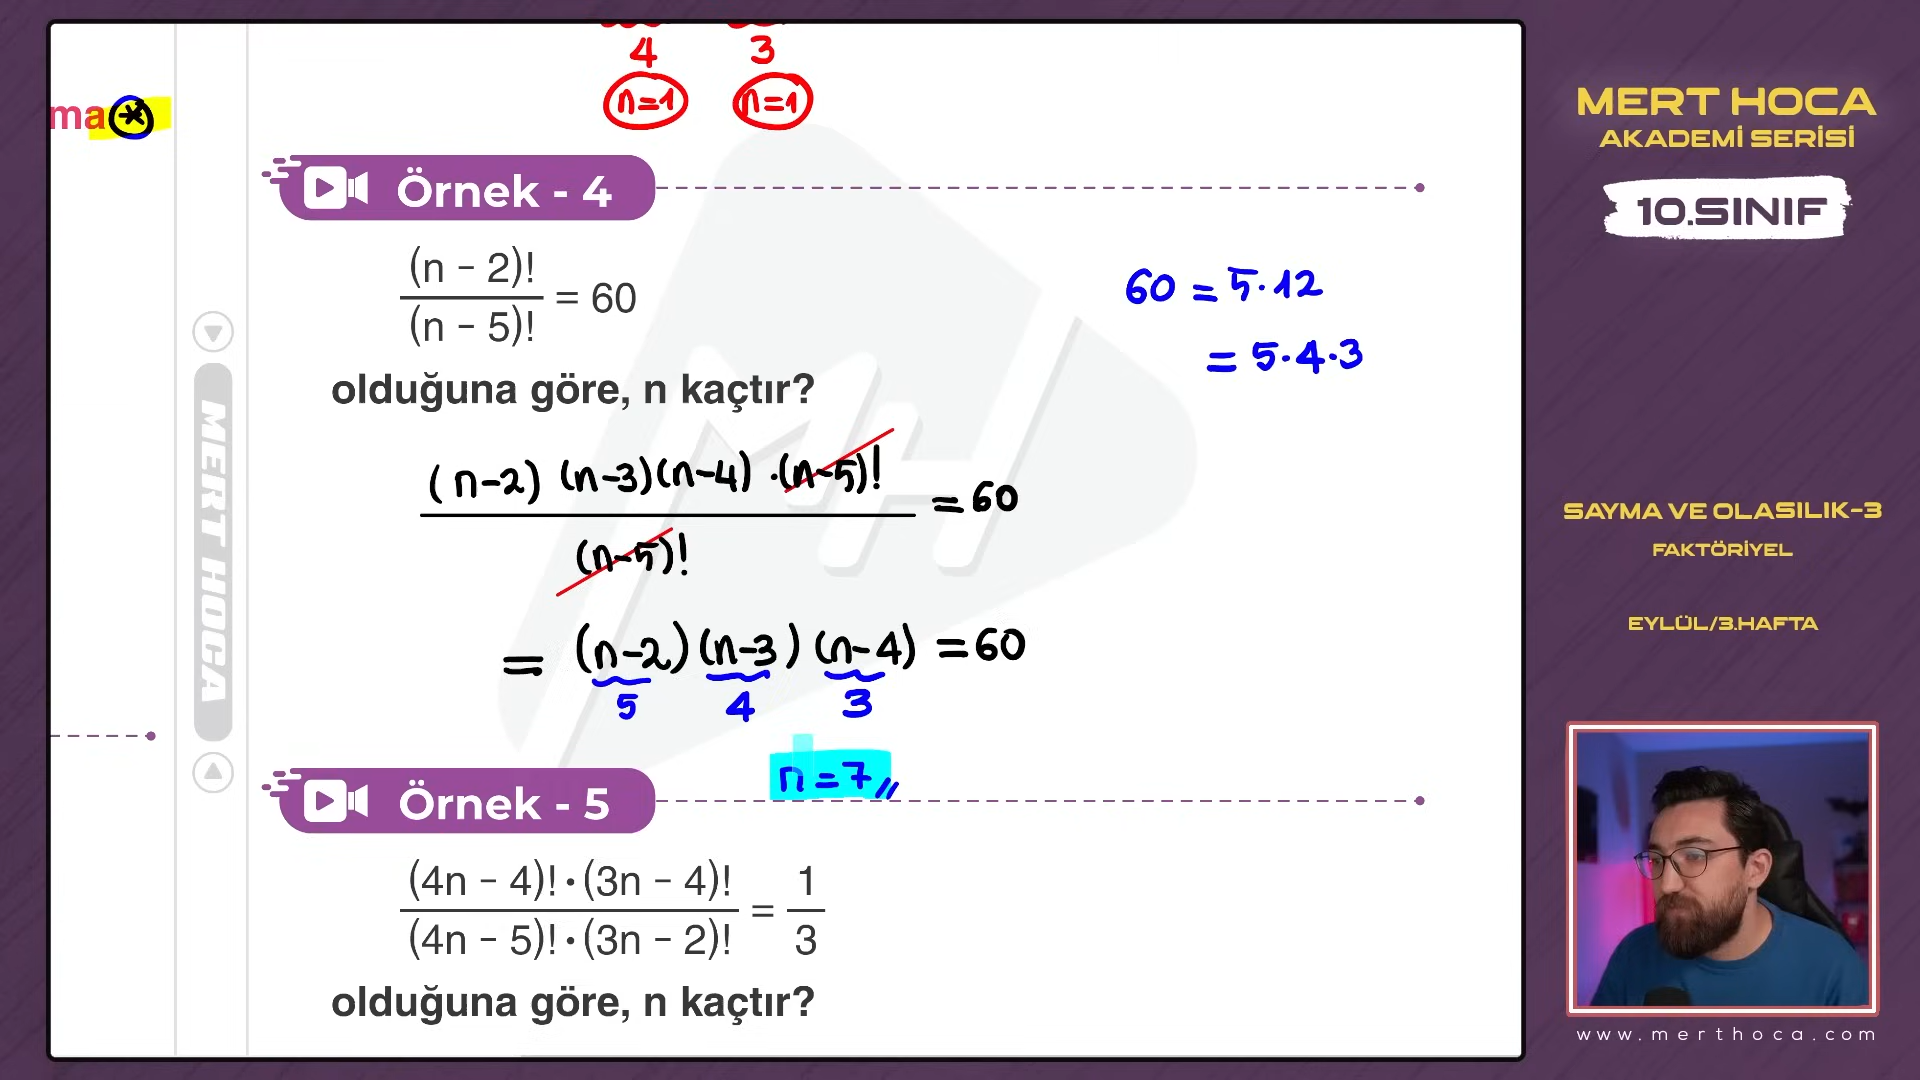 4 3
n=1 n=1
ma *
Örnek - 4
(n - 2)! / (n - 5)! = 60
60 = 5·12
= 5·4·3
olduğuna göre, n kaçtır?
(n-2) (n-3)(n-4) ·(n-5)! / (n-5)! = 60
= (n-2) (n-3) (n-4) = 60
5 4 3
n = 7
Örnek - 5
(4n - 4)! · (3n - 4)! / (4n - 5)! · (3n - 2)! = 1/3
olduğuna göre, n kaçtır?
MERT HOCA
MH
MERT HOCA
AKADEMİ SERİSİ
10.SINIF
SAYMA VE OLASILIK-3
FAKTÖRİYEL
EYLÜL/3.HAFTA
www.merthoca.com